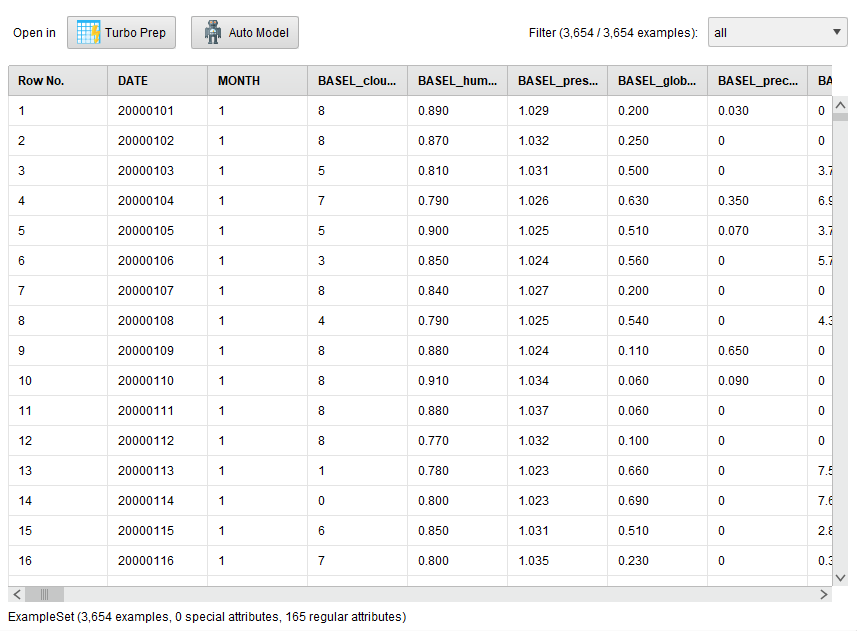 Open in Turbo Prep Auto Model Filter (3,654 / 3,654 examples): all
Row No. DATE MONTH BASEL_clou... BASEL_hum... BASEL_pres... BASEL_glob... BASEL_prec... BA
1 20000101 1 8 0.890 1.029 0.200 0.030 0
2 20000102 1 8 0.870 1.032 0.250 0 0
3 20000103 1 5 0.810 1.031 0.500 0 3.7
4 20000104 1 7 0.790 1.026 0.630 0.350 6.9
5 20000105 1 5 0.900 1.025 0.510 0.070 3.7
6 20000106 1 3 0.850 1.024 0.560 0 5.7
7 20000107 1 8 0.840 1.027 0.200 0 0
8 20000108 1 4 0.790 1.025 0.540 0 4.3
9 20000109 1 8 0.880 1.024 0.110 0.650 0
10 20000110 1 8 0.910 1.034 0.060 0.090 0
11 20000111 1 8 0.880 1.037 0.060 0 0
12 20000112 1 8 0.770 1.032 0.100 0 0
13 20000113 1 1 0.780 1.023 0.660 0 7.5
14 20000114 1 0 0.800 1.023 0.690 0 7.6
15 20000115 1 6 0.850 1.031 0.510 0 2.8
16 20000116 1 7 0.800 1.035 0.230 0 0.3
ExampleSet (3,654 examples, 0 special attributes, 165 regular attributes)